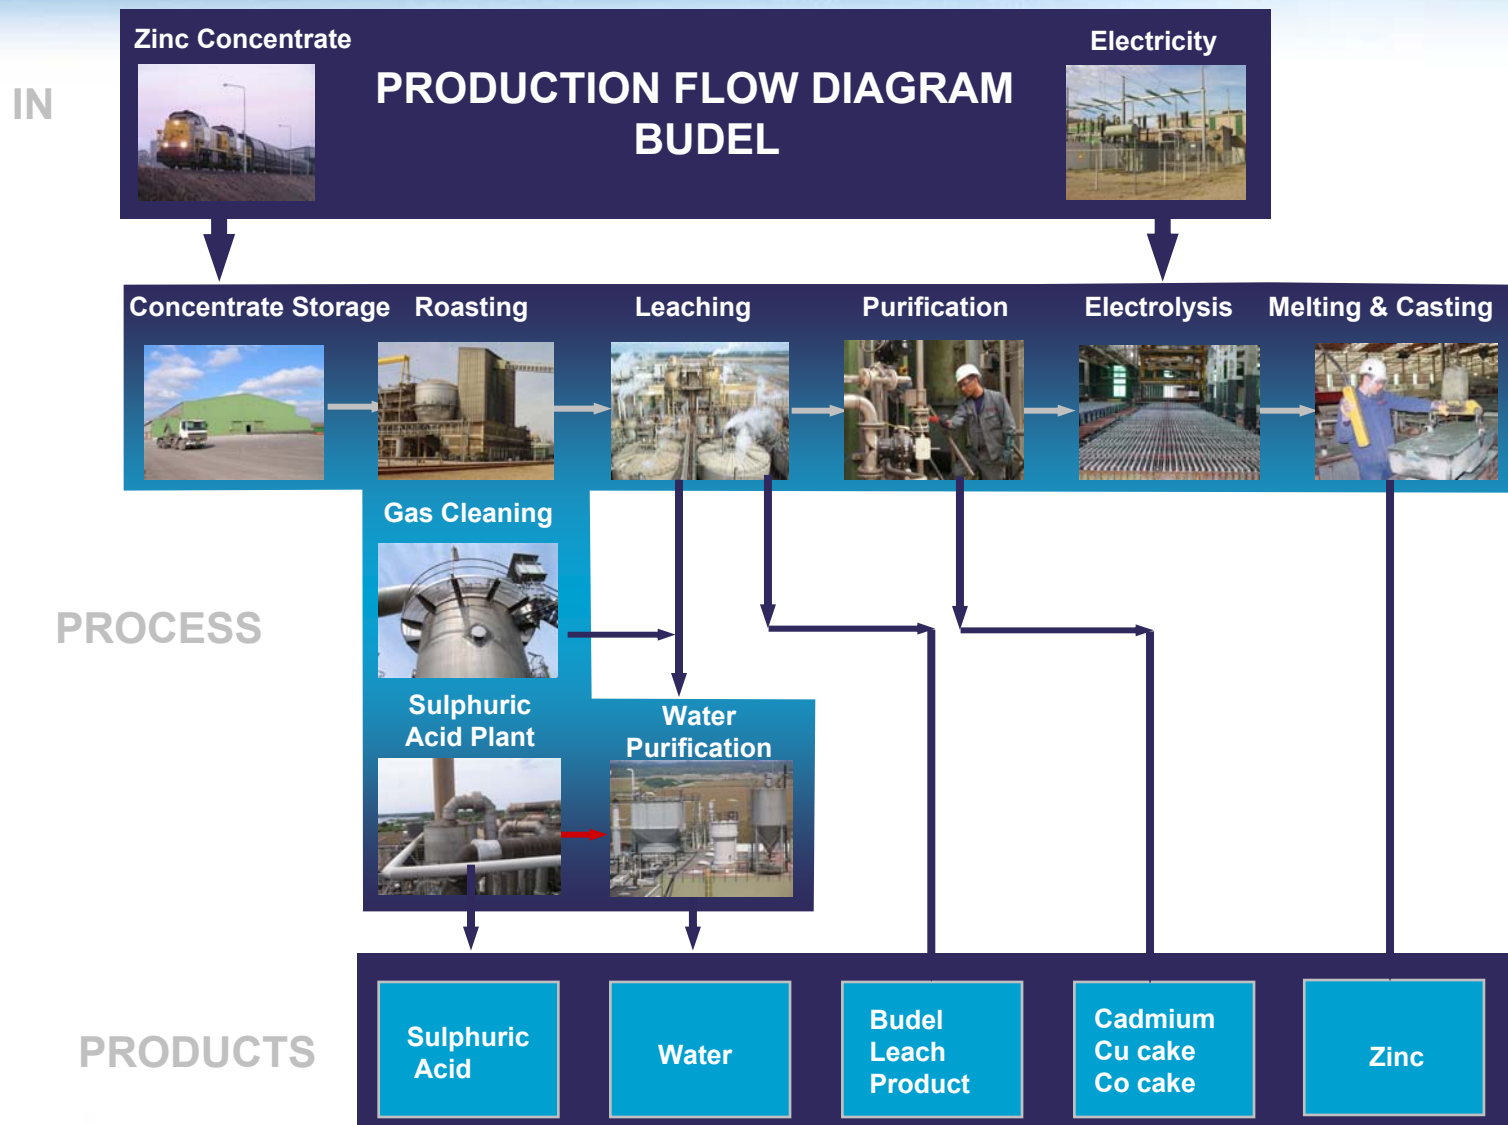 Zinc Concentrate
Electricity
IN
PRODUCTION FLOW DIAGRAM
BUDEL
Concentrate Storage
Roasting
Leaching
Purification
Electrolysis
Melting & Casting
Gas Cleaning
PROCESS
Sulphuric
Acid Plant
Water
Purification
PRODUCTS
Sulphuric
Acid
Water
Budel
Leach
Product
Cadmium
Cu cake
Co cake
Zinc